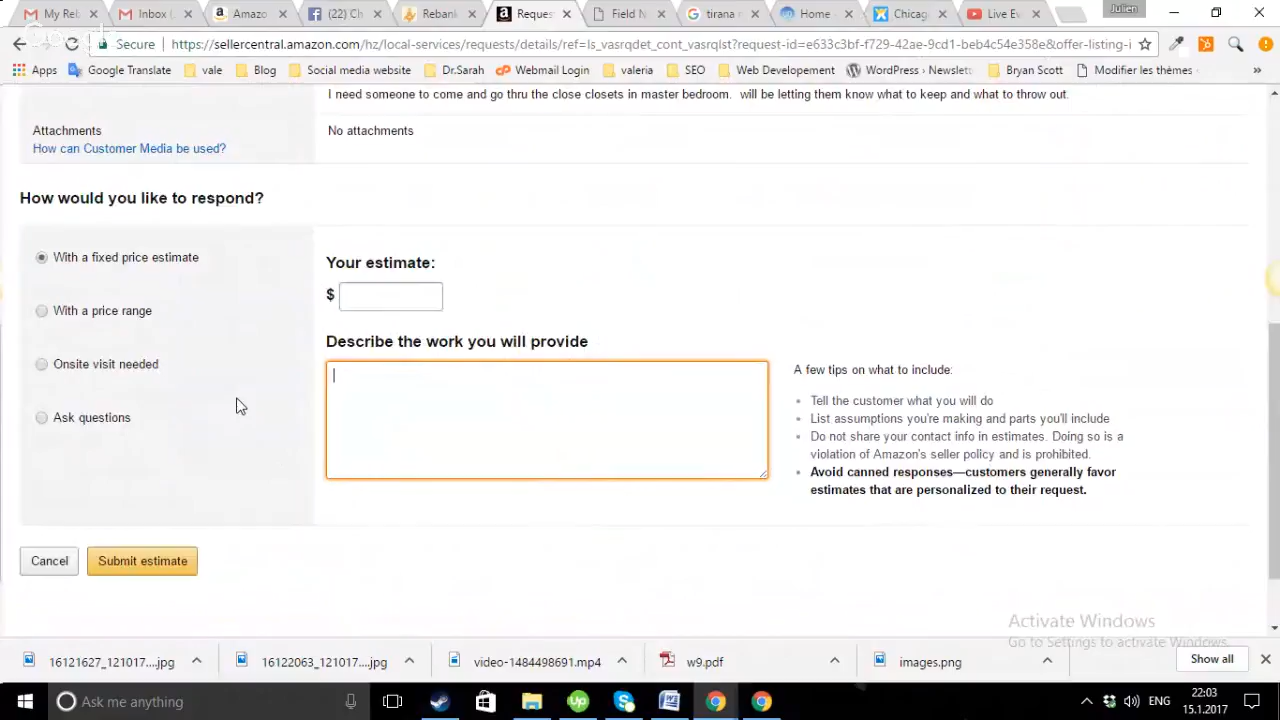 My Rel
Inbox (
Amazo
(22) Ch
Rebank
Reques
Field N
tirans
Home -
Chicag
Live Ev
Julien
Secure
https://sellercentral.amazon.com/hz/local-services/requests/details/ref=ls_vasrqdet_cont_vasrqlst?request-id=e633c3bf-f729-42ae-9cd1-beb4c54e358e&offer-listing-i
Apps
Google Translate
vale
Blog
Social media website
Dr.Sarah
Webmail Login
valeria
SEO
Web Developement
WordPress › Newslett
Bryan Scott
Modifier les thèmes
»
I need someone to come and go thru the close closets in master bedroom. will be letting them know what to keep and what to throw out.
Attachments
No attachments
How can Customer Media be used?
How would you like to respond?
With a fixed price estimate
Your estimate:
$
With a price range
Describe the work you will provide
Onsite visit needed
A few tips on what to include:
Tell the customer what you will do
Ask questions
List assumptions you're making and parts you'll include
Do not share your contact info in estimates. Doing so is a
violation of Amazon's seller policy and is prohibited.
Avoid canned responses—customers generally favor
estimates that are personalized to their request.
Cancel
Submit estimate
Activate Windows
Go to Settings to activate Windows.
16121627_121017...jpg
16122063_121017...jpg
video-1484498691.mp4
w9.pdf
images.png
Show all
Ask me anything
ENG
22:03
15.1.2017